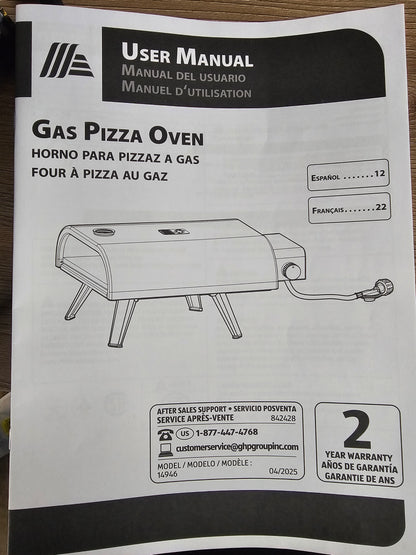 USER MANUAL
MANUAL DEL USUARIO
MANUEL D'UTILISATION
GAS PIZZA OVEN
HORNO PARA PIZZAZ A GAS
FOUR À PIZZA AU GAZ
ESPAÑOL .......12
FRANÇAIS.......22
AFTER SALES SUPPORT • SERVICIO POSVENTA
SERVICE APRÈS-VENTE 842428
US 1-877-447-4768
customerservice@ghpgroupinc.com
MODEL / MODELO / MODÈLE :
14946 04/2025
2
YEAR WARRANTY
AÑOS DE GARANTÍA
GARANTIE DE ANS